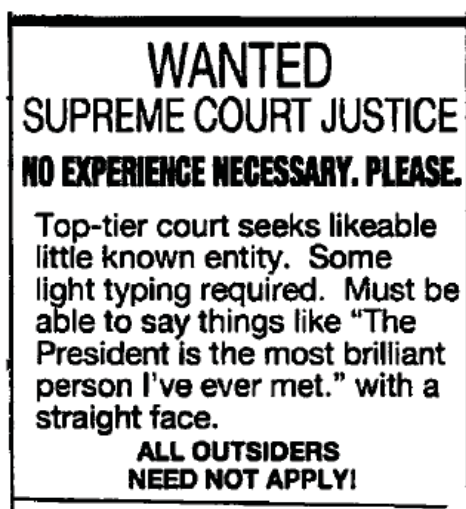 WANTED
SUPREME COURT JUSTICE
NO EXPERIENCE NECESSARY. PLEASE.
Top-tier court seeks likeable
little known entity. Some
light typing required. Must be
able to say things like “The
President is the most brilliant
person I've ever met.” with a
straight face.
ALL OUTSIDERS
NEED NOT APPLY!